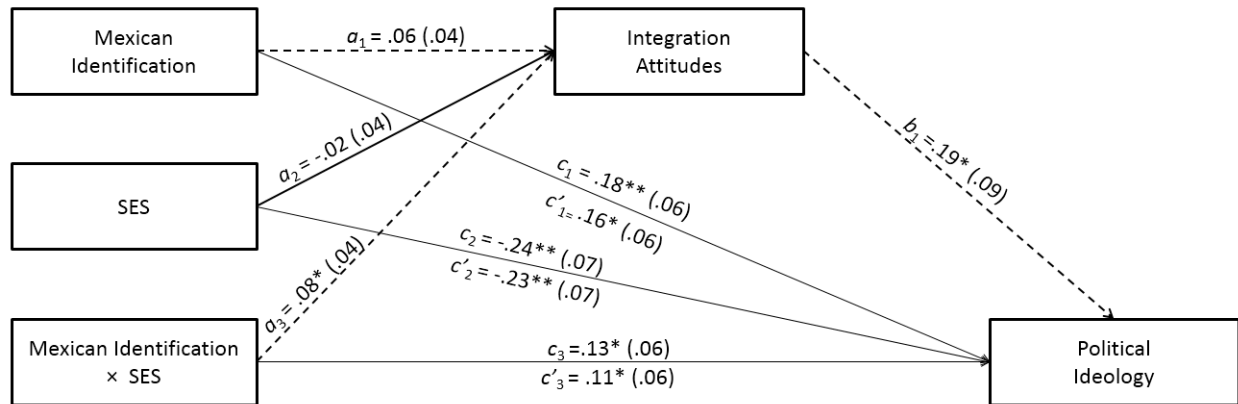 Mexican
Identification
a1 = .06 (.04)
Integration
Attitudes
a2 = -.02 (.04)
b1 = .19* (.09)
SES
c1 = .18** (.06)
c'1= .16* (.06)
c2 = -.24** (.07)
c'2 = -.23** (.07)
a3 = .08* (.04)
Mexican Identification
× SES
c3 =.13* (.06)
c'3 = .11* (.06)
Political
Ideology